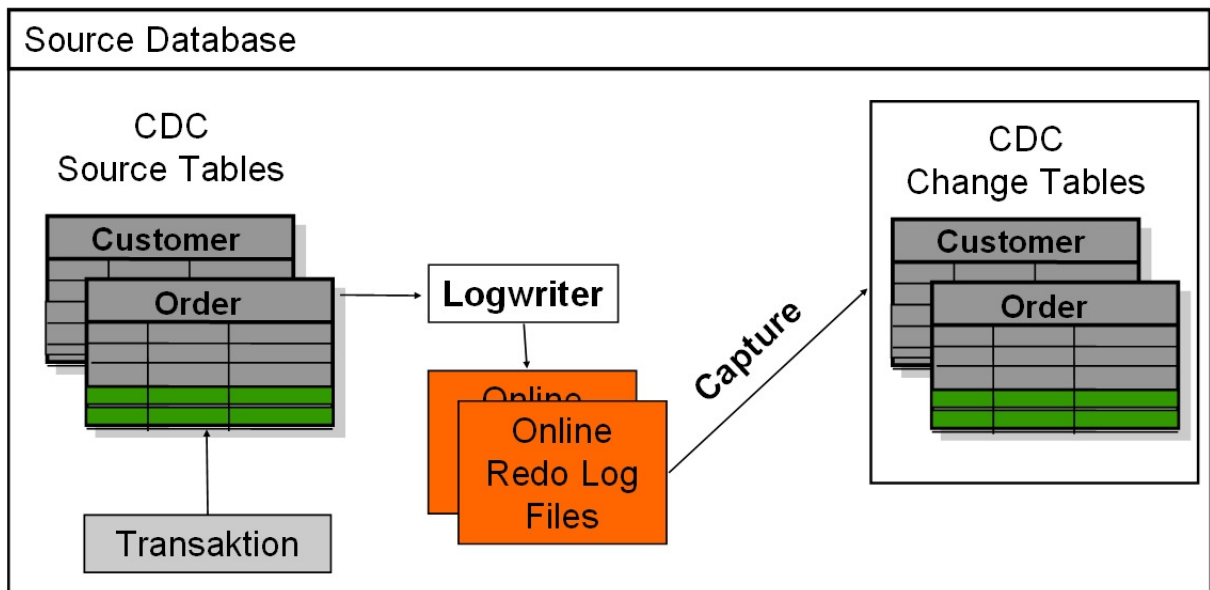 Source Database
CDC
Source Tables
Customer
Order
Transaktion
Logwriter
Online
Online
Redo Log
Files
Capture
CDC
Change Tables
Customer
Order